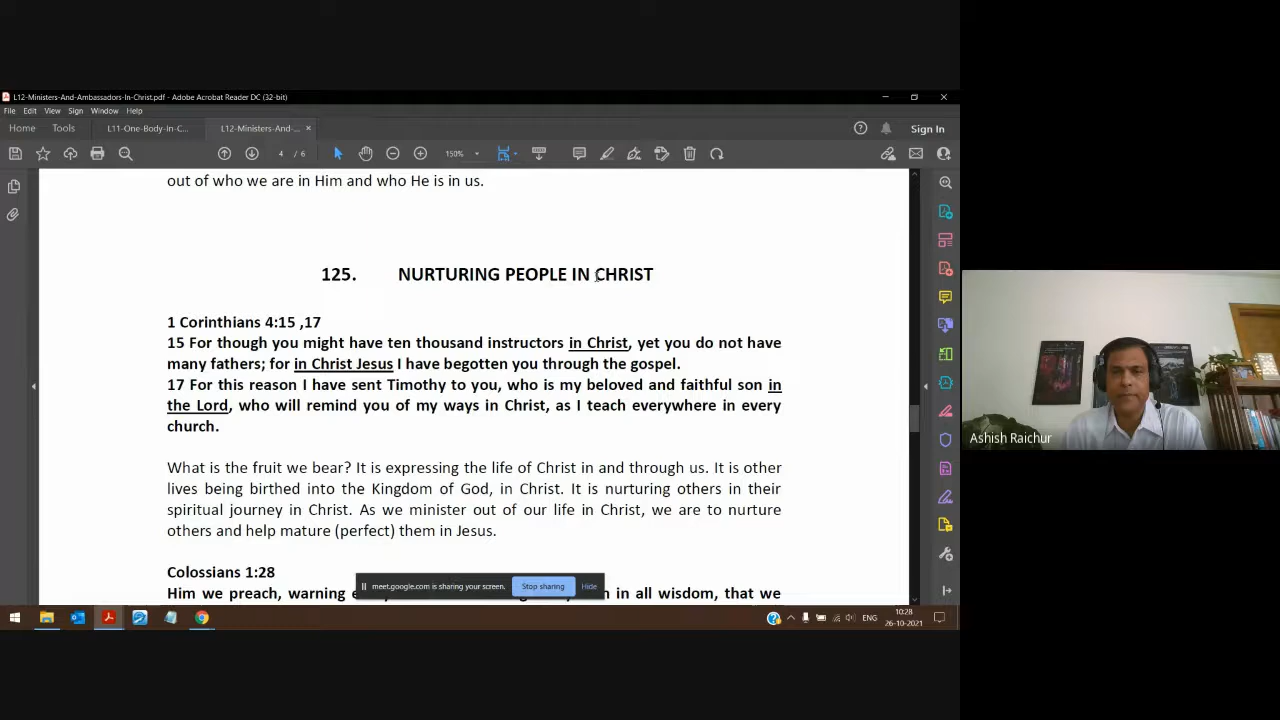 L12-Ministers-And-Ambassadors-In-Christ.pdf - Adobe Acrobat Reader DC (32-bit)
File Edit View Sign Window Help
Home Tools L11-One-Body-In-C... L12-Ministers-And-... × Sign In
4 / 6 150%
out of who we are in Him and who He is in us.
125. NURTURING PEOPLE IN CHRIST
1 Corinthians 4:15 ,17
15 For though you might have ten thousand instructors in Christ, yet you do not have
many fathers; for in Christ Jesus I have begotten you through the gospel.
17 For this reason I have sent Timothy to you, who is my beloved and faithful son in
the Lord, who will remind you of my ways in Christ, as I teach everywhere in every
church.
What is the fruit we bear? It is expressing the life of Christ in and through us. It is other
lives being birthed into the Kingdom of God, in Christ. It is nurturing others in their
spiritual journey in Christ. As we minister out of our life in Christ, we are to nurture
others and help mature (perfect) them in Jesus.
Colossians 1:28
Him we preach, warning in all wisdom, that we
meet.google.com is sharing your screen. Stop sharing Hide
ENG
10:28
26-10-2021
Ashish Raichur